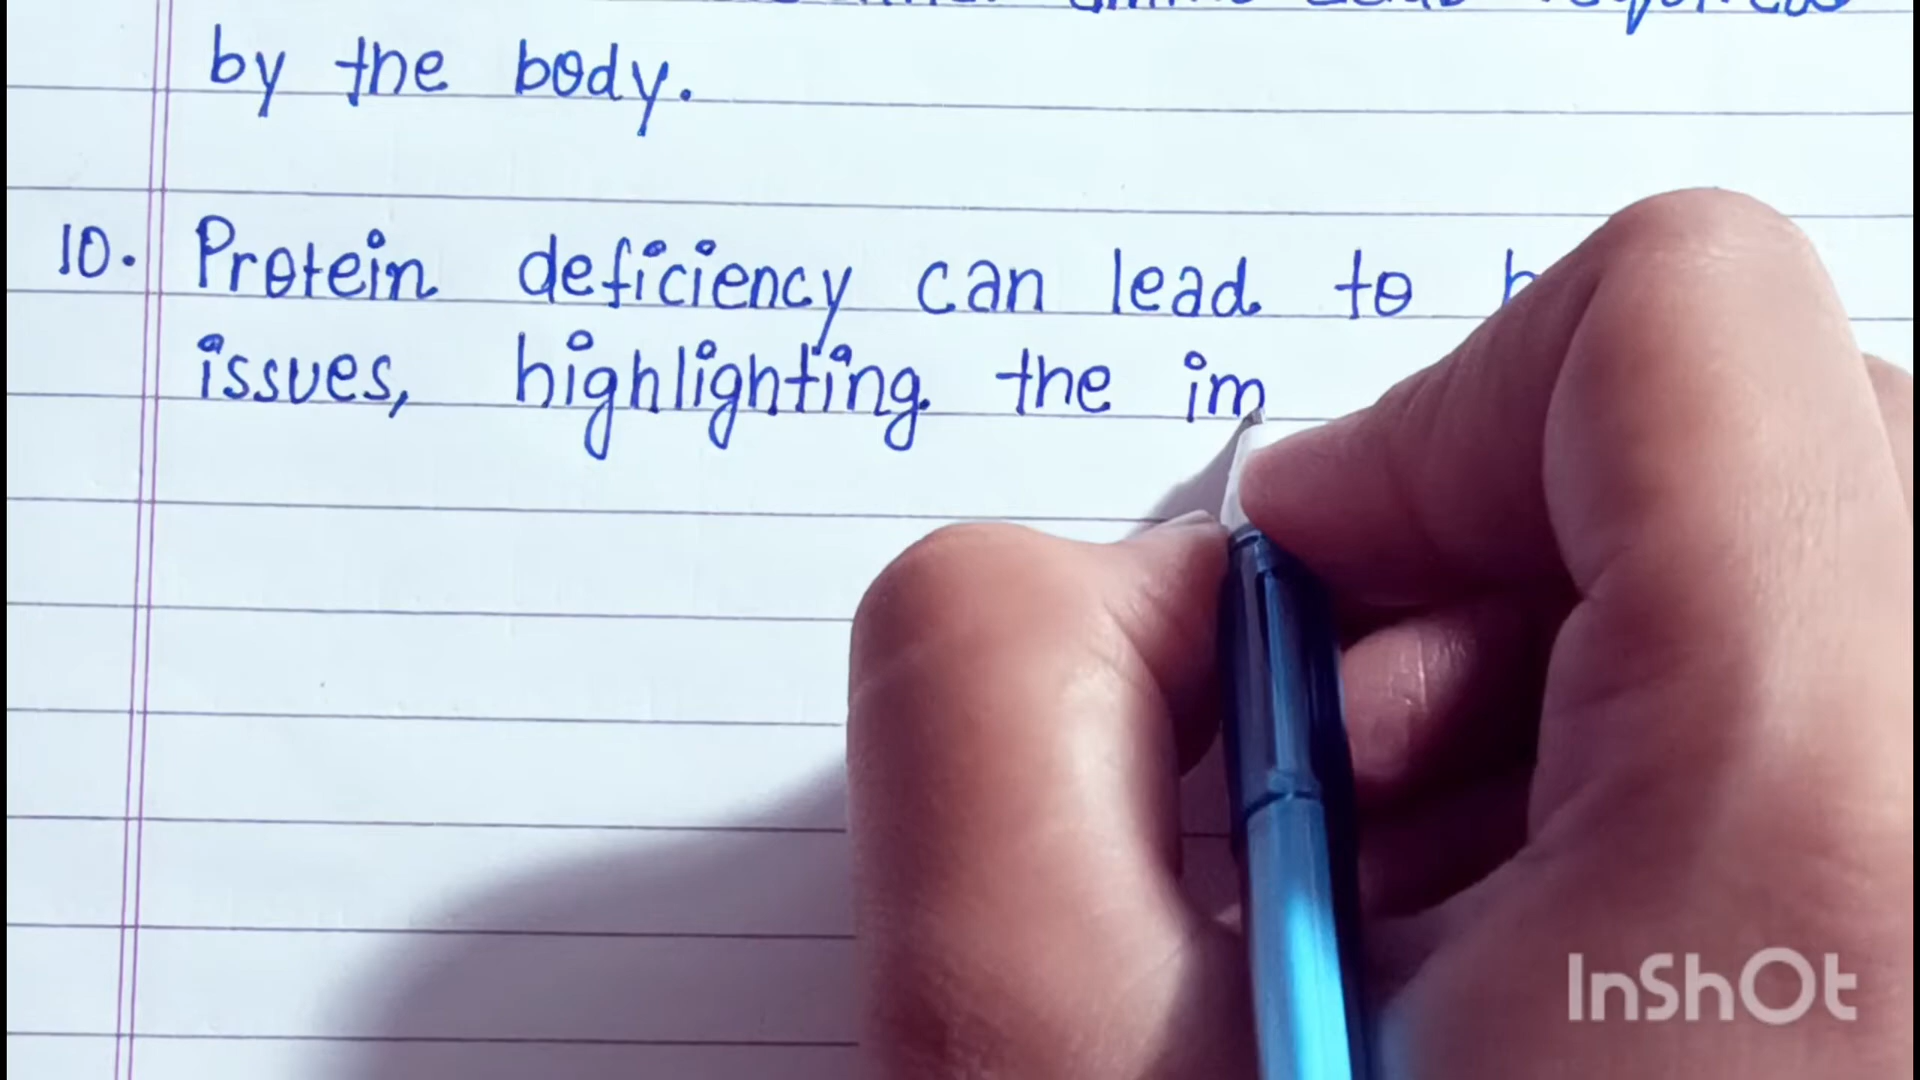 by the body.
10. Protein deficiency can lead to
issues, highlighting the im
InShOt